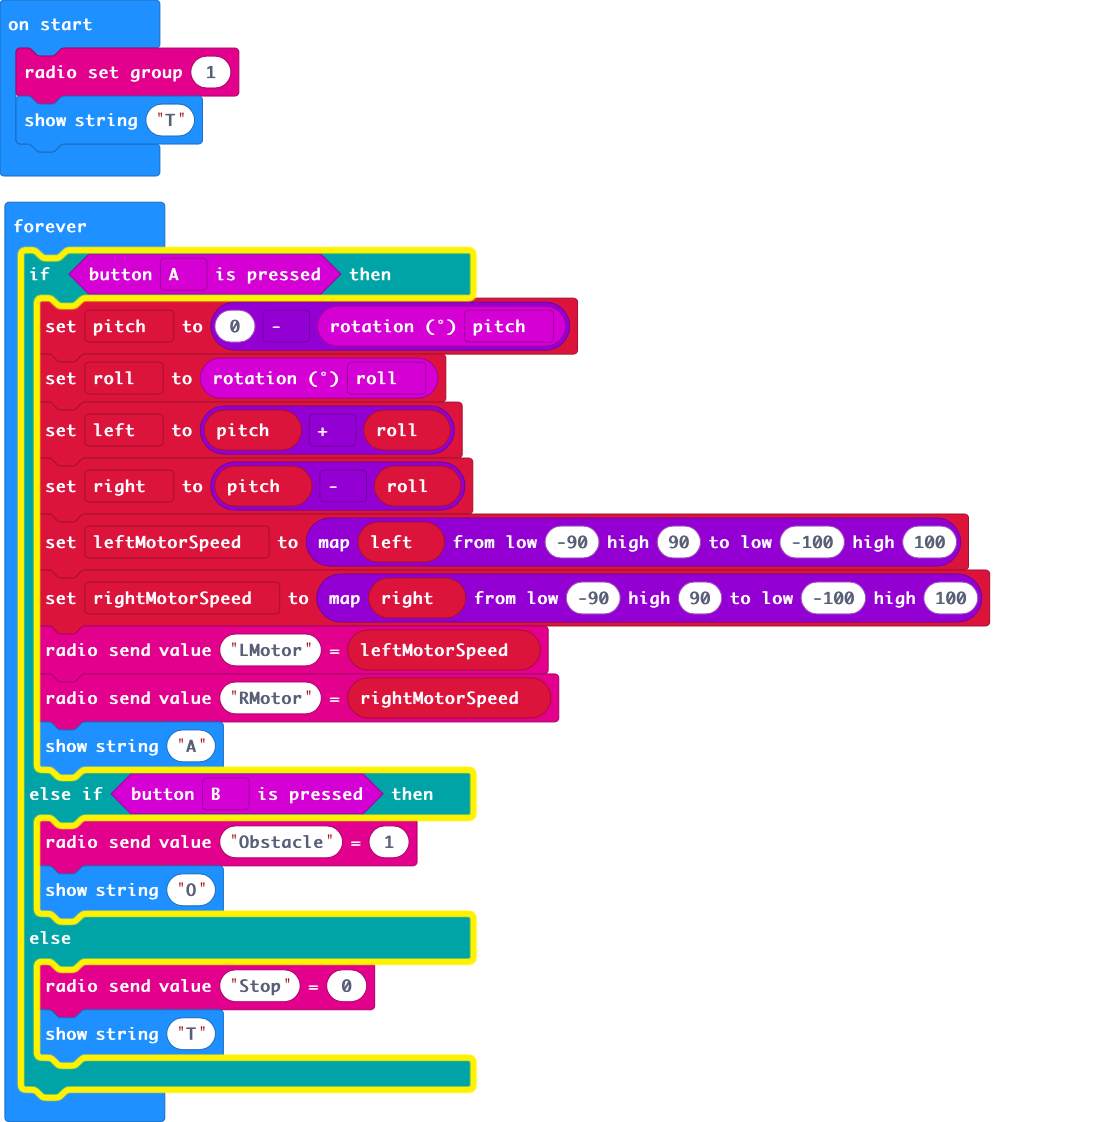 on start
radio set group 1
show string "T"
forever
if button A is pressed then
set pitch to 0 - rotation (°) pitch
set roll to rotation (°) roll
set left to pitch + roll
set right to pitch - roll
set leftMotorSpeed to map left from low -90 high 90 to low -100 high 100
set rightMotorSpeed to map right from low -90 high 90 to low -100 high 100
radio send value "LMotor" = leftMotorSpeed
radio send value "RMotor" = rightMotorSpeed
show string "A"
else if button B is pressed then
radio send value "Obstacle" = 1
show string "O"
else
radio send value "Stop" = 0
show string "T"